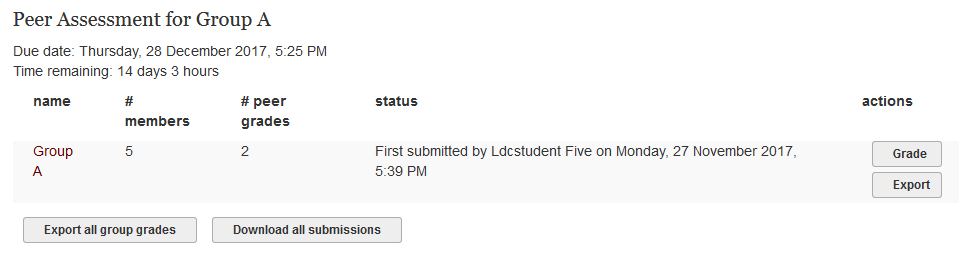 Peer Assessment for Group A
Due date: Thursday, 28 December 2017, 5:25 PM
Time remaining: 14 days 3 hours
name # members # peer grades status actions
Group A 5 2 First submitted by Ldcstudent Five on Monday, 27 November 2017, 5:39 PM Grade
Export
Export all group grades Download all submissions